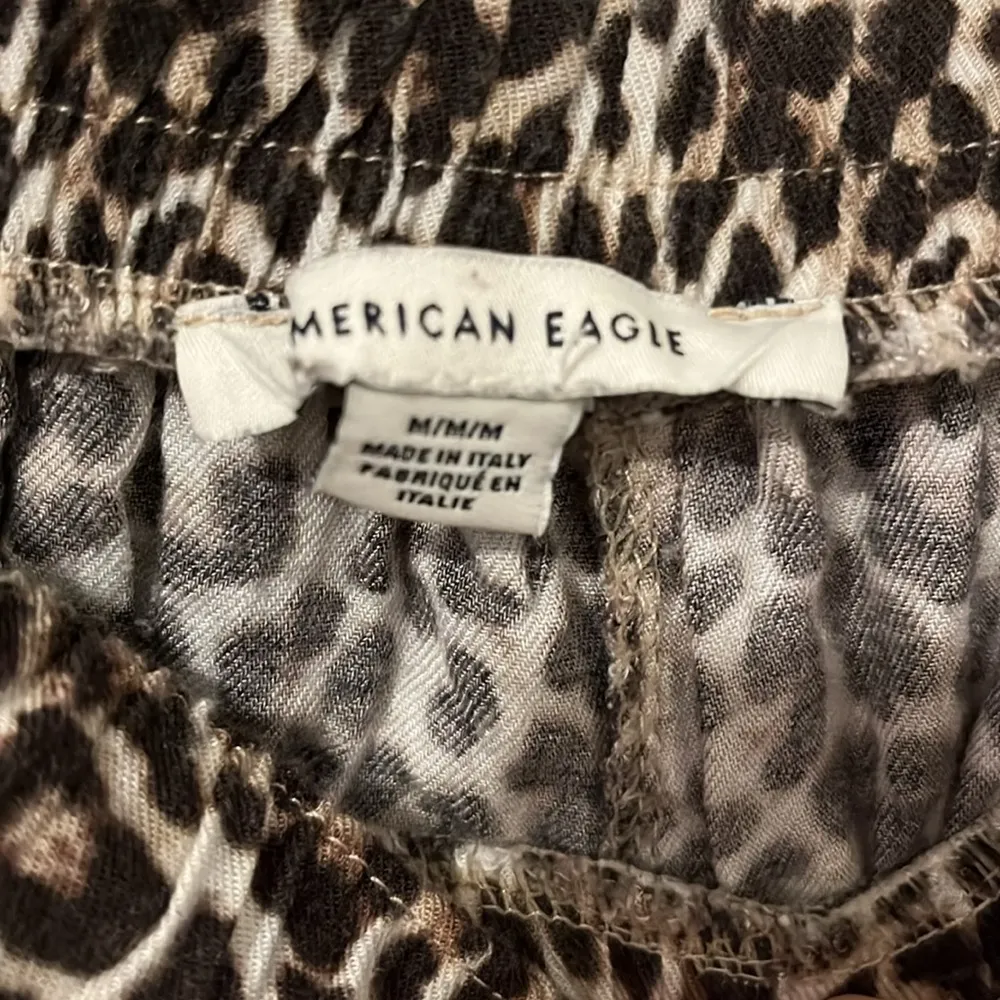 MERICAN EAGLE
M/M/M
MADE IN ITALY
FABRIQUÉ EN
ITALIE